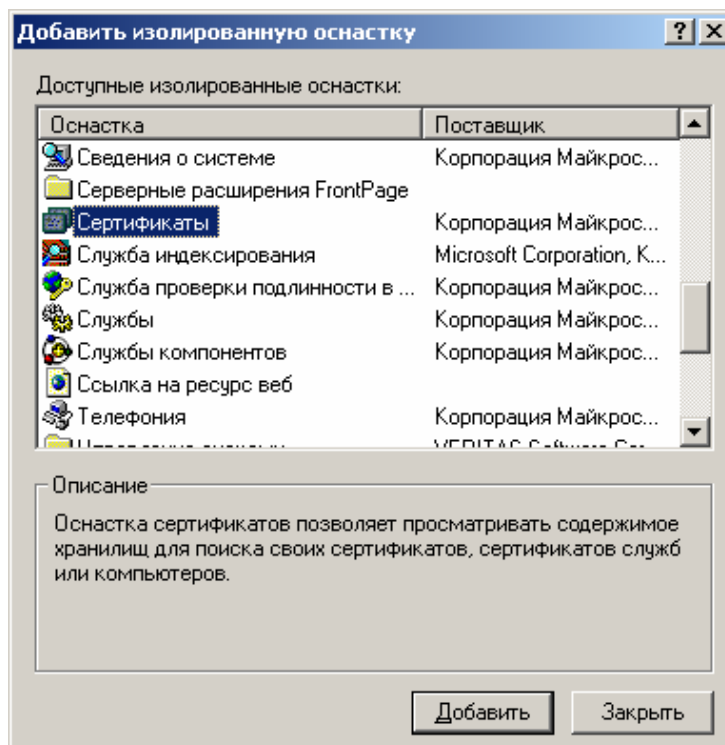 Добавить изолированную оснастку
Доступные изолированные оснастки:
Оснастка Поставщик
Сведения о системе Корпорация Майкрос...
Серверные расширения FrontPage
Сертификаты Корпорация Майкрос...
Служба индексирования Microsoft Corporation, K...
Служба проверки подлинности в ... Корпорация Майкрос...
Службы Корпорация Майкрос...
Службы компонентов Корпорация Майкрос...
Ссылка на ресурс веб
Телефония Корпорация Майкрос...
Описание
Оснастка сертификатов позволяет просматривать содержимое
хранилищ для поиска своих сертификатов, сертификатов служб
или компьютеров.
Добавить Закрыть